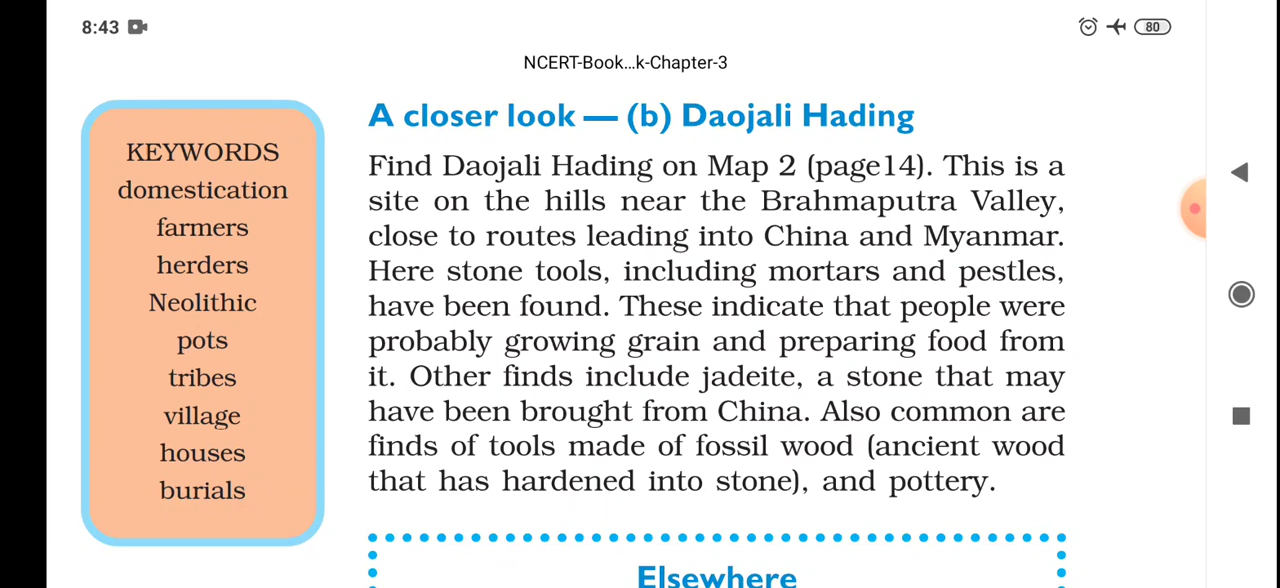 8:43
80
NCERT-Book...k-Chapter-3
KEYWORDS
domestication
farmers
herders
Neolithic
pots
tribes
village
houses
burials
A closer look — (b) Daojali Hading
Find Daojali Hading on Map 2 (page14). This is a
site on the hills near the Brahmaputra Valley,
close to routes leading into China and Myanmar.
Here stone tools, including mortars and pestles,
have been found. These indicate that people were
probably growing grain and preparing food from
it. Other finds include jadeite, a stone that may
have been brought from China. Also common are
finds of tools made of fossil wood (ancient wood
that has hardened into stone), and pottery.
Elsewhere